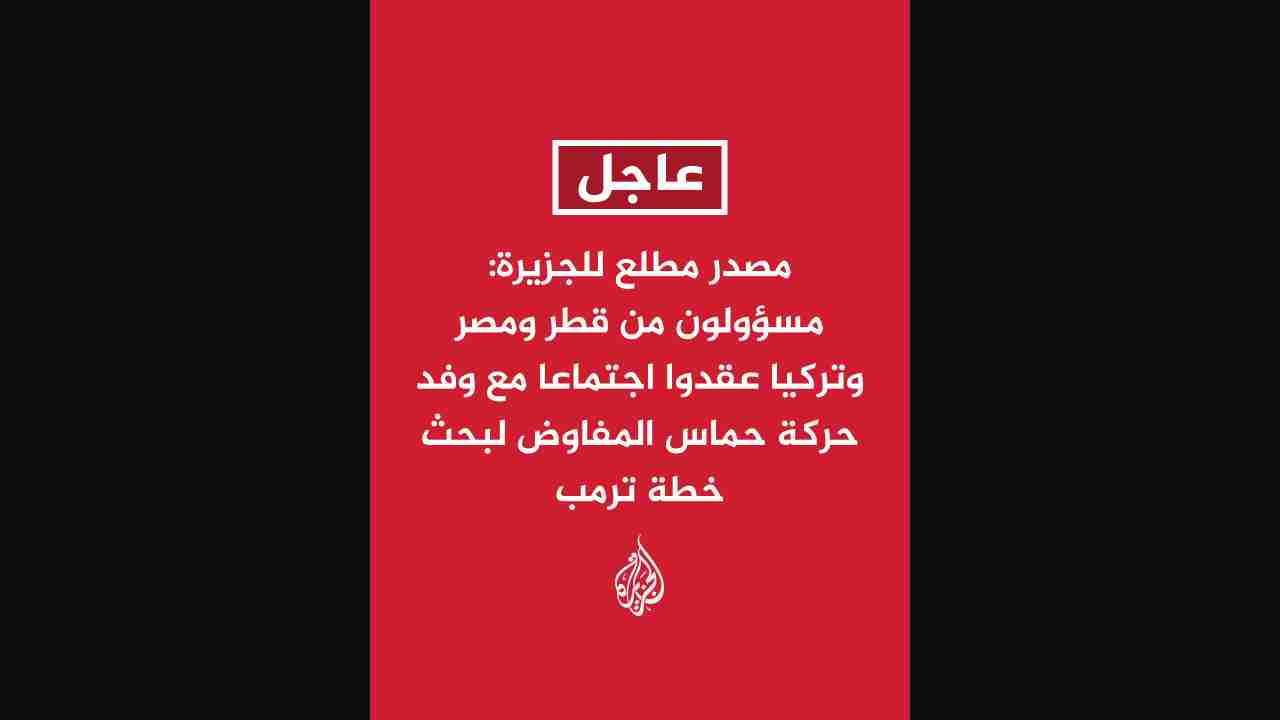 عاجل
مصدر مطلع للجزيرة:
مسؤولون من قطر ومصر
وتركيا عقدوا اجتماعا مع وفد
حركة حماس المفاوض لبحث
خطة ترمب
الجزيرة